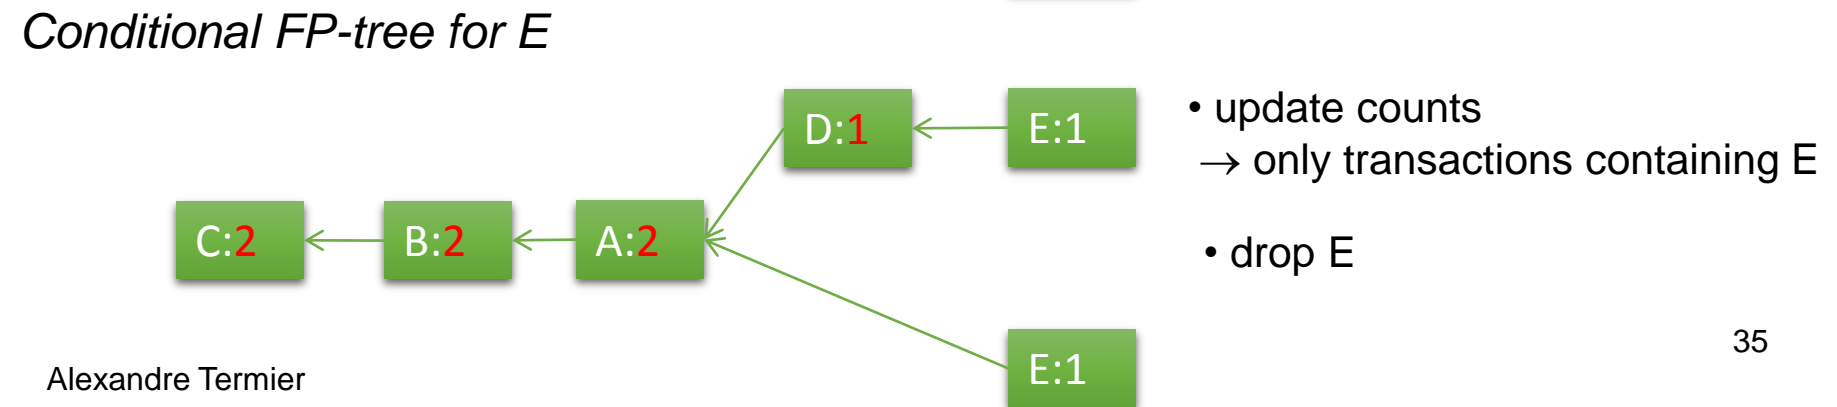 Conditional FP-tree for E
D:1
E:1
• update counts
→ only transactions containing E
C:2
B:2
A:2
• drop E
E:1
35
Alexandre Termier